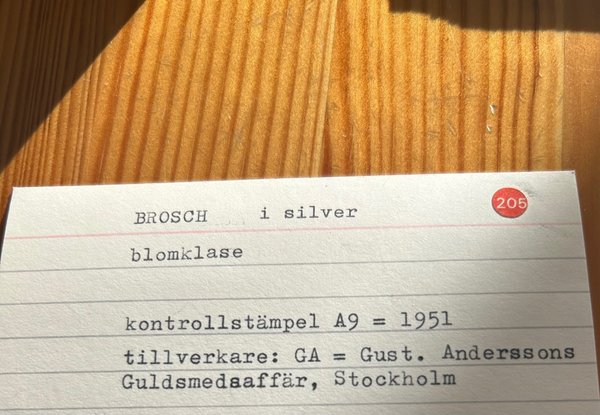 205
BROSCH i silver
blomklase
kontrollstämpel A9 = 1951
tillverkare: GA = Gust. Anderssons
Guldsmedsaffär, Stockholm